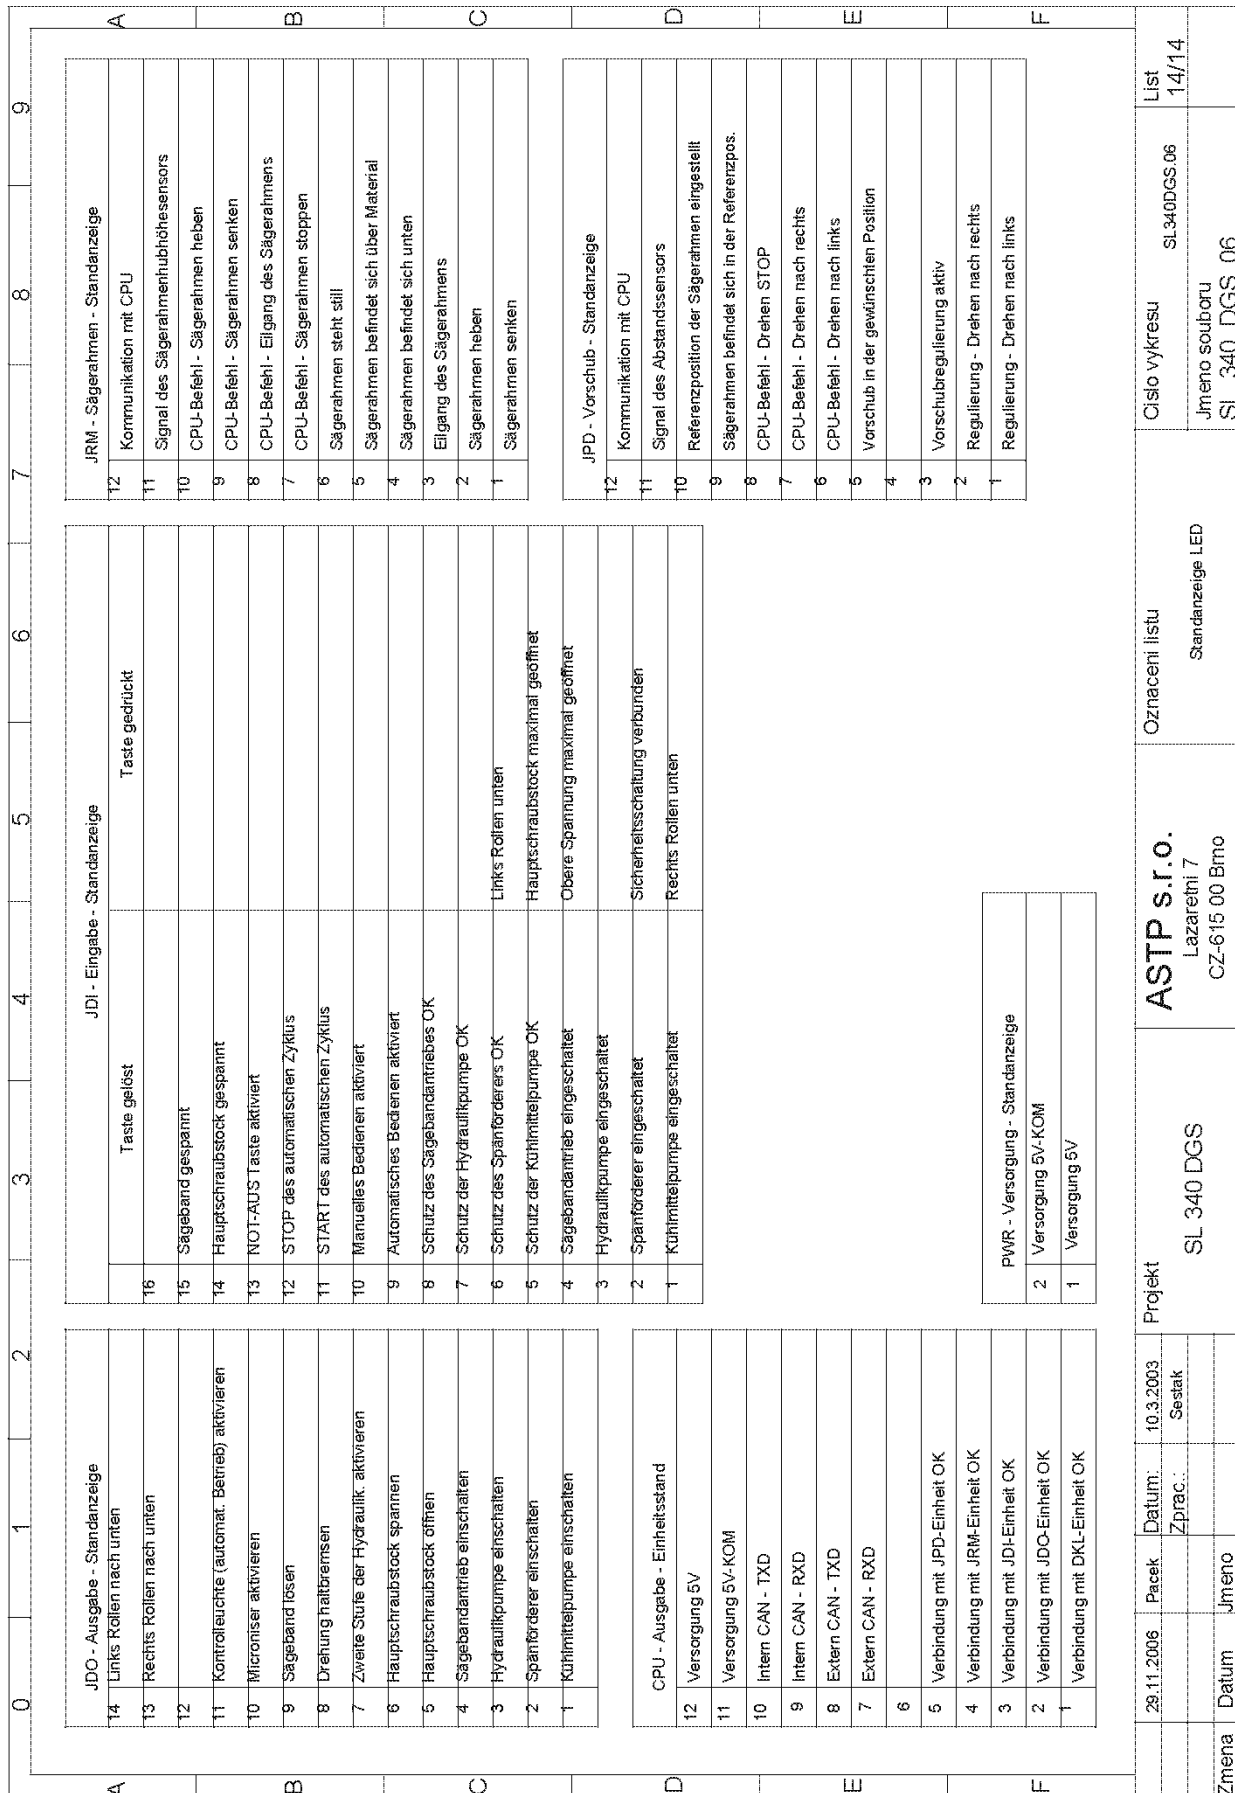 0 1 2 3 4 5 6 7 8 9
A
B
C
D
E
F
JDO - Ausgabe - Standanzeige
14 Links Rollen nach unten
13 Rechts Rollen nach unten
12
11 Kontrolleuchte (automat. Betrieb) aktivieren
10 Microniser aktivieren
9 Sägeband lösen
8 Drehung haltbremsen
7 Zweite Stufe der Hydraulik. aktivieren
6 Hauptschraubstock spannen
5 Hauptschraubstock öffnen
4 Sägebandantrieb einschalten
3 Hydraulikpumpe einschalten
2 Spänförderer einschalten
1 Kühlmittelpumpe einschalten
CPU - Ausgabe - Einheitsstand
12 Versorgung 5V
11 Versorgung 5V-KOM
10 Intern CAN - TXD
9 Intern CAN - RXD
8 Extern CAN - TXD
7 Extern CAN - RXD
6
5 Verbindung mit JPD-Einheit OK
4 Verbindung mit JRM-Einheit OK
3 Verbindung mit JDI-Einheit OK
2 Verbindung mit JDO-Einheit OK
1 Verbindung mit DKL-Einheit OK
JDI - Eingabe - Standanzeige
Taste gelöst Taste gedrückt
16
15 Sägeband gespannt
14 Hauptschraubstock gespannt
13 NOT-AUS Taste aktiviert
12 STOP des automatischen Zyklus
11 START des automatischen Zyklus
10 Manuelles Bedienen aktiviert
9 Automatisches Bedienen aktiviert
8 Schutz des Sägebandantriebes OK
7 Schutz der Hydraulikpumpe OK
6 Schutz des Spänförderers OK Links Rollen unten
5 Schutz der Kühlmittelpumpe OK Hauptschraubstock maximal geöffnet
4 Sägebandantrieb eingeschaltet Obere Spannung maximal geöffnet
3 Hydraulikpumpe eingeschaltet
2 Spänförderer eingeschaltet Sicherheitsschaltung verbunden
1 Kühlmittelpumpe eingeschaltet Rechts Rollen unten
PWR - Versorgung - Standanzeige
2 Versorgung 5V-KOM
1 Versorgung 5V
JRM - Sägerahmen - Standanzeige
12 Kommunikation mit CPU
11 Signal des Sägerahmenhubhöhesensors
10 CPU-Befehl - Sägerahmen heben
9 CPU-Befehl - Sägerahmen senken
8 CPU-Befehl - Eilgang des Sägerahmens
7 CPU-Befehl - Sägerahmen stoppen
6 Sägerahmen steht still
5 Sägerahmen befindet sich über Material
4 Sägerahmen befindet sich unten
3 Eilgang des Sägerahmens
2 Sägerahmen heben
1 Sägerahmen senken
JPD - Vorschub - Standanzeige
12 Kommunikation mit CPU
11 Signal des Abstandssensors
10 Referenzposition der Sägerahmen eingestellt
9 Sägerahmen befindet sich in der Referenzpos.
8 CPU-Befehl - Drehen STOP
7 CPU-Befehl - Drehen nach rechts
6 CPU-Befehl - Drehen nach links
5 Vorschub in der gewünschten Position
4
3 Vorschubregulierung aktiv
2 Regulierung - Drehen nach rechts
1 Regulierung - Drehen nach links
A
B
C
D
E
F
29.11.2006 Pacek
Zmena Datum Jmeno
Datum: 10.3.2003
Zprac.: Sestak
Projekt
SL 340 DGS
ASTP s.r.o.
Lazaretni 7
CZ-615 00 Brno
Oznaceni listu
Standanzeige LED
Cislo vykresu
SL340DGS.06
Jmeno souboru
SL_340_DGS_06
List
14/14